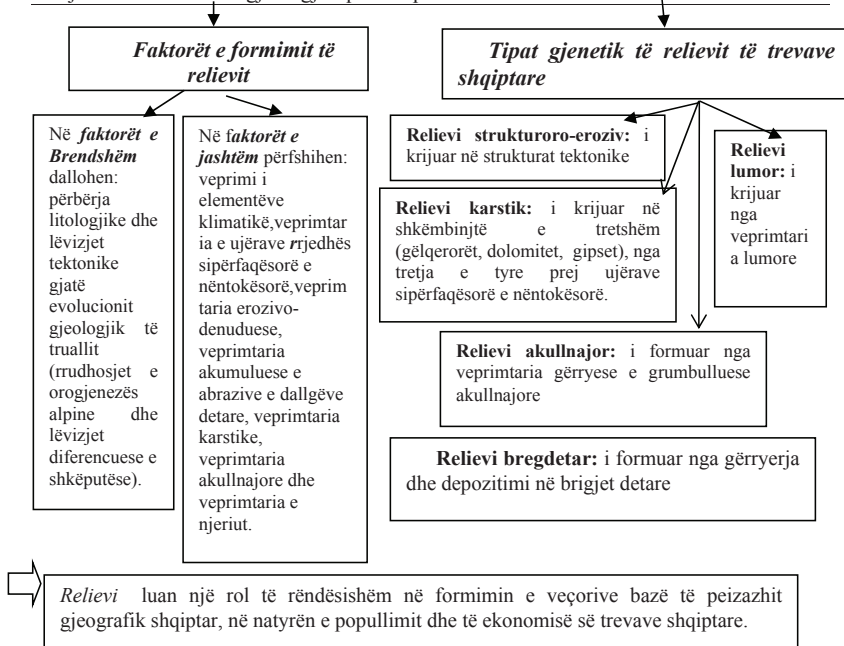 Faktorët e formimit të
relievit
Tipat gjenetik të relievit të trevave
shqiptare
Në faktorët e
Brendshëm
dallohen:
përbërja
litologjike dhe
lëvizjet
tektonike
gjatë
evolucionit
gjeologjik të
truallit
(rrudhosjet e
orogjenezës
alpine dhe
lëvizjet
diferencuese e
shkëputëse).
Në faktorët e
jashtëm përfshihen:
veprimi i
elementëve
klimatikë,veprimtar
ia e ujërave rrjedhës
sipërfaqësorë e
nëntokësorë,veprim
taria erozivo-
denuduese,
veprimtaria
akumuluese e
abrazive e dallgëve
detare, veprimtaria
karstike,
veprimtaria
akullnajore dhe
veprimtaria e
njeriut.
Relievi strukturoro-eroziv: i
krijuar në strukturat tektonike
Relievi karstik: i krijuar në
shkëmbinjtë e tretshëm
(gëlqerorët, dolomitet, gipset), nga
tretja e tyre prej ujërave
sipërfaqësorë e nëntokësorë.
Relievi
lumor: i
krijuar
nga
veprimtari
a lumore
Relievi akullnajor: i formuar nga
veprimtaria gërryese e grumbulluese
akullnajore
Relievi bregdetar: i formuar nga gërryerja
dhe depozitimi në brigjet detare
Relievi luan një rol të rëndësishëm në formimin e veçorive bazë të peizazhit
gjeografik shqiptar, në natyrën e popullimit dhe të ekonomisë së trevave shqiptare.